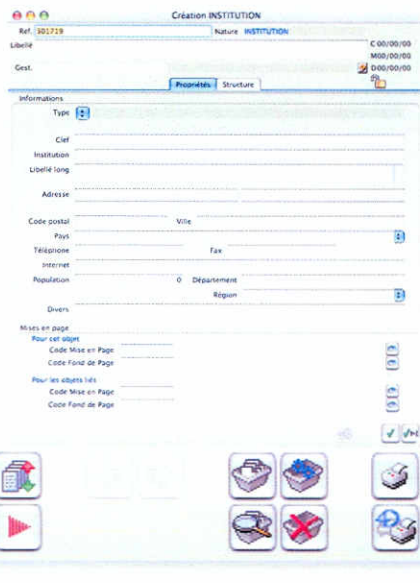 Création INSTITUTION
Ref. 501719 Nature INSTITUTION
Libellé C 00/00/00
M00/00/00
Gest. D00/00/00
Propriétés Structure
Informations
Type
Clef
Institution
Libellé long
Adresse
Code postal Ville
Pays
Téléphone Fax
Internet
Population 0 Département
Région
Divers
Mises en page
Pour cet objet
Code Mise en Page
Code Fond de Page
Pour les objets liés
Code Mise en Page
Code Fond de Page